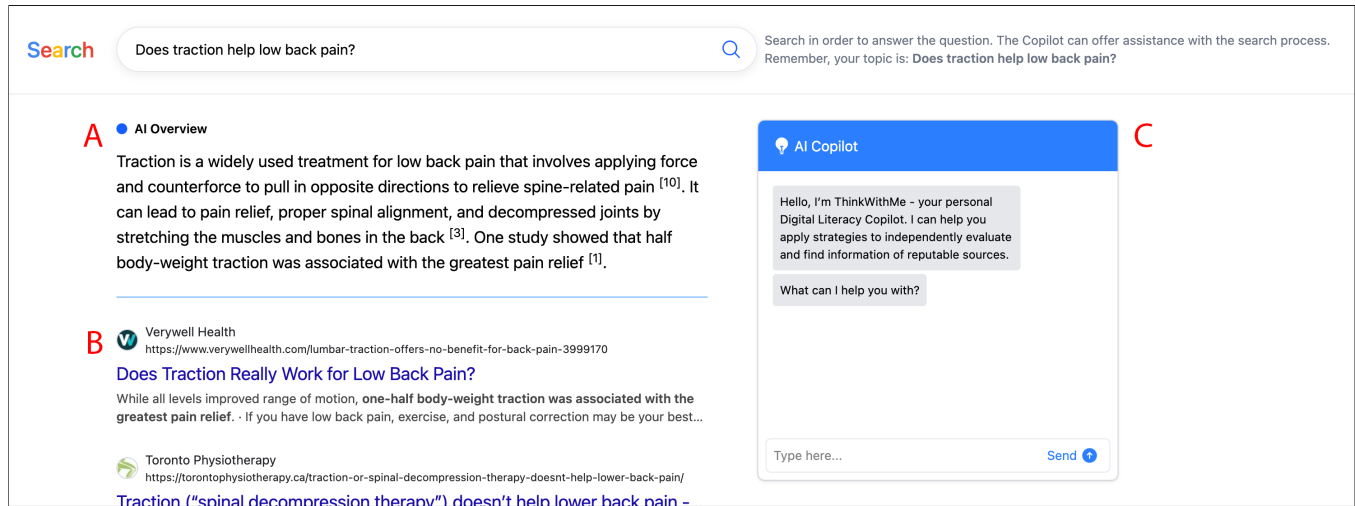 Search
Does traction help low back pain?
Search in order to answer the question. The Copilot can offer assistance with the search process.
Remember, your topic is: Does traction help low back pain?
A
AI Overview
Traction is a widely used treatment for low back pain that involves applying force
and counterforce to pull in opposite directions to relieve spine-related pain [10]. It
can lead to pain relief, proper spinal alignment, and decompressed joints by
stretching the muscles and bones in the back [3]. One study showed that half
body-weight traction was associated with the greatest pain relief [1].
B
Verywell Health
https://www.verywellhealth.com/lumbar-traction-offers-no-benefit-for-back-pain-3999170
Does Traction Really Work for Low Back Pain?
While all levels improved range of motion, one-half body-weight traction was associated with the
greatest pain relief. · If you have low back pain, exercise, and postural correction may be your best...
Toronto Physiotherapy
https://torontophysiotherapy.ca/traction-or-spinal-decompression-therapy-doesnt-help-lower-back-pain/
Traction (“spinal decompression therapy”) doesn’t help lower back pain -
C
AI Copilot
Hello, I’m ThinkWithMe - your personal
Digital Literacy Copilot. I can help you
apply strategies to independently evaluate
and find information of reputable sources.
What can I help you with?
Type here...
Send